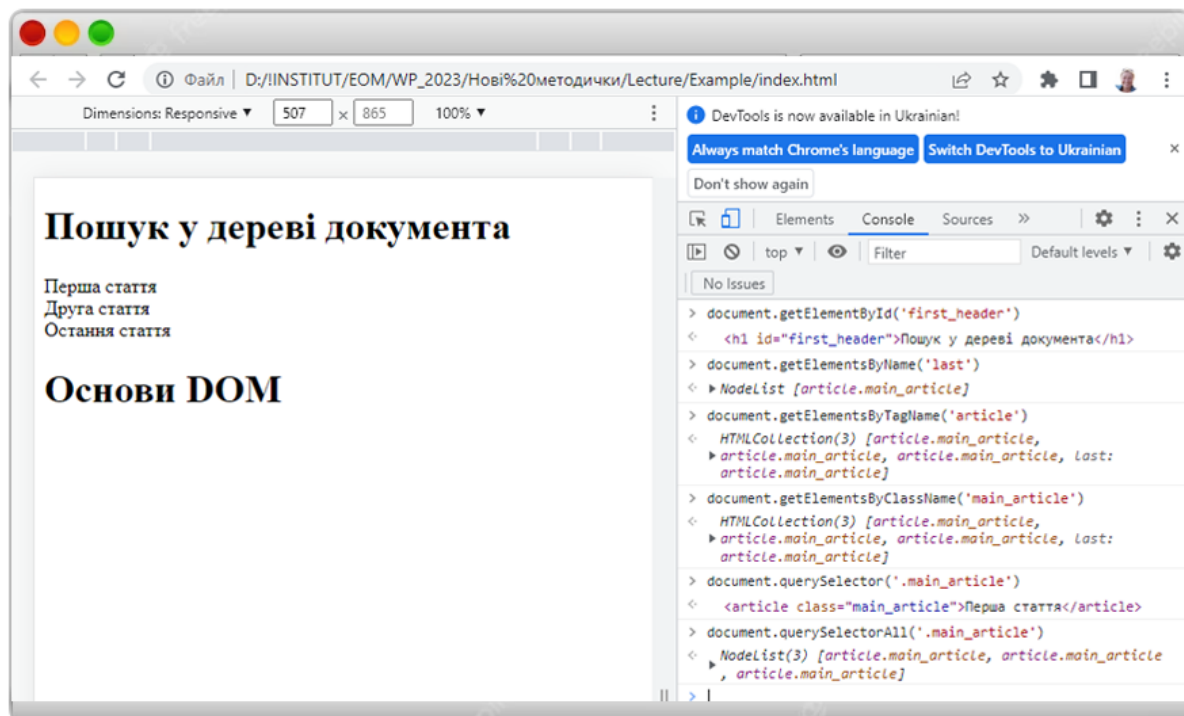 Файл | D:/!INSTITUT/EOM/WP_2023/Нові%20методички/Lecture/Example/index.html
Dimensions: Responsive ▼ 507 × 865 100% ▼
Пошук у дереві документа
Перша стаття
Друга стаття
Остання стаття
Основи DOM
DevTools is now available in Ukrainian!
Always match Chrome's language Switch DevTools to Ukrainian
Don't show again
Elements Console Sources »
top ▼ Filter Default levels ▼
No Issues
> document.getElementById('first_header')
<h1 id="first_header">Пошук у дереві документа</h1>
> document.getElementsByName('last')
▶ NodeList [article.main_article]
> document.getElementsByTagName('article')
HTMLCollection(3) [article.main_article,
▶ article.main_article, article.main_article, last:
article.main_article]
> document.getElementsByClassName('main_article')
HTMLCollection(3) [article.main_article,
▶ article.main_article, article.main_article, last:
article.main_article]
> document.querySelector('.main_article')
<article class="main_article">Перша стаття</article>
> document.querySelectorAll('.main_article')
▶ NodeList(3) [article.main_article, article.main_article
, article.main_article]
>